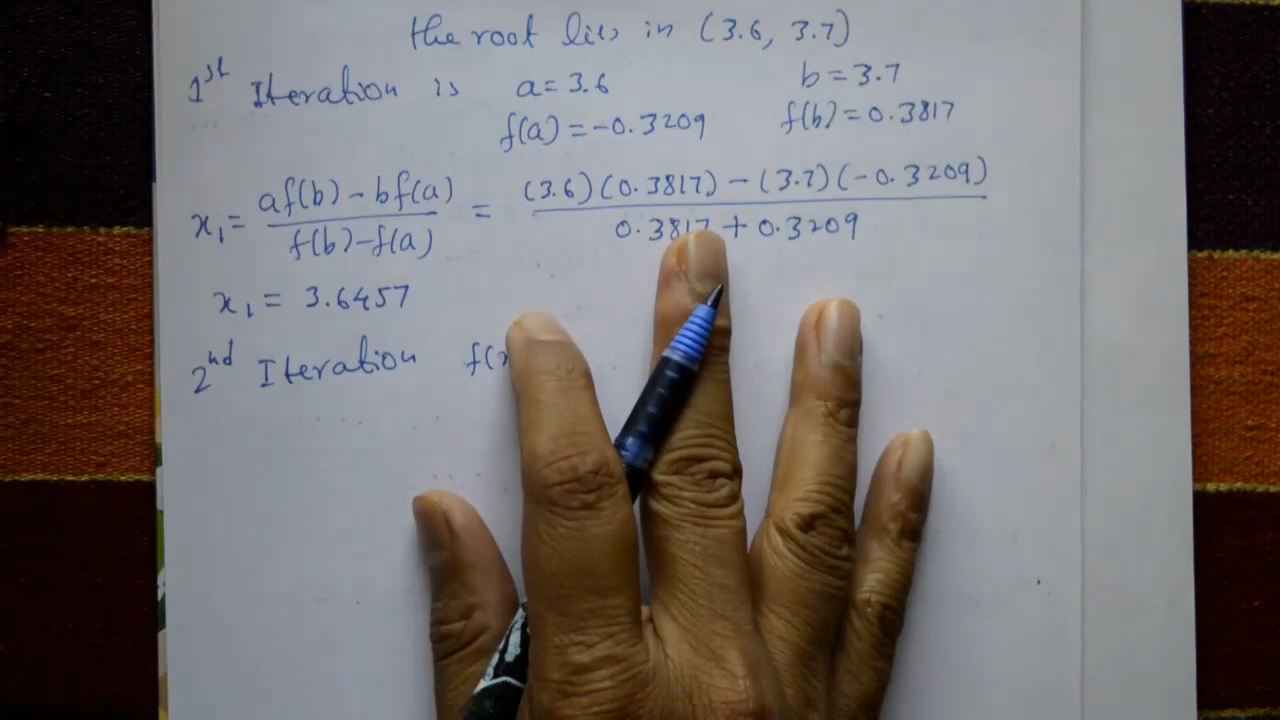 the root lies in (3.6, 3.7)
1st Iteration is a = 3.6 b = 3.7
f(a) = -0.3209 f(b) = 0.3817
x₁ = af(b) - bf(a) / f(b) - f(a) = (3.6)(0.3817) - (3.7)(-0.3209) / 0.3817 + 0.3209
x₁ = 3.6457
2nd Iteration